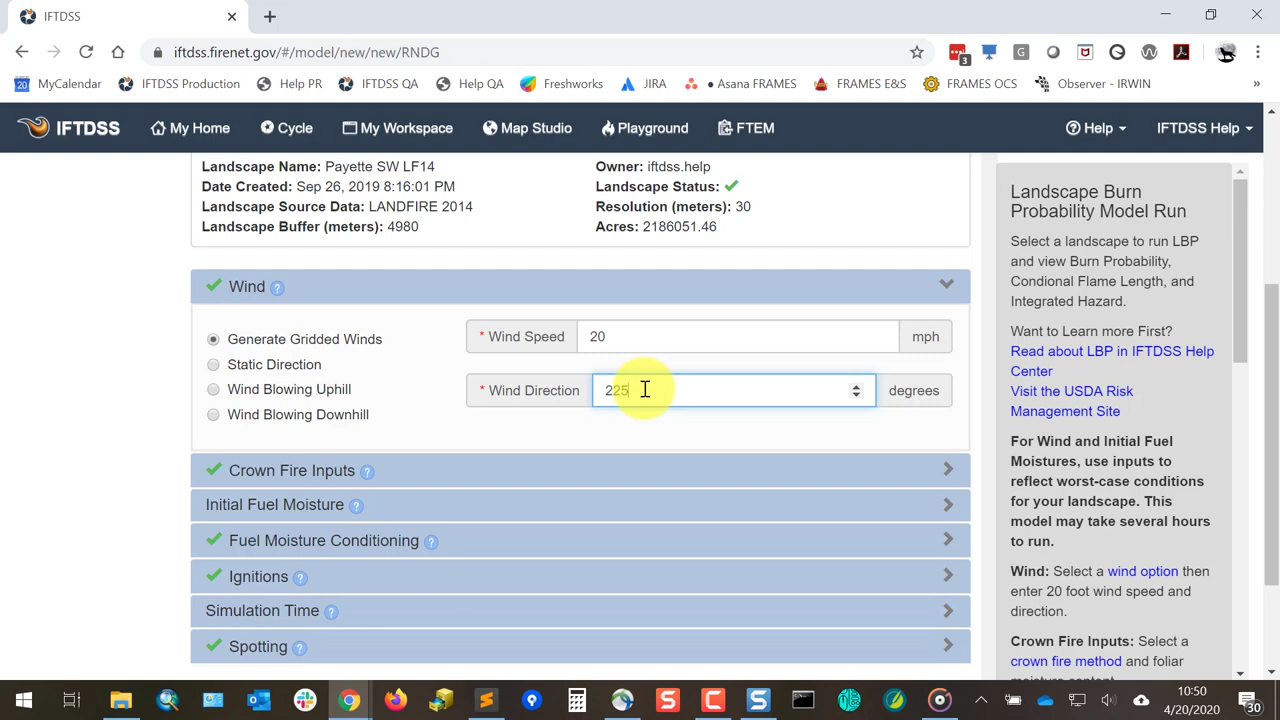 IFTDSS
iftdss.firenet.gov/#/model/new/new/RNDG
3
20 MyCalendar IFTDSS Production Help PR IFTDSS QA Help QA Freshworks JIRA Asana FRAMES FRAMES E&S FRAMES OCS Observer - IRWIN »
IFTDSS My Home Cycle My Workspace Map Studio Playground FTEM Help IFTDSS Help
Landscape Name: Payette SW LF14 Owner: iftdss.help
Date Created: Sep 26, 2019 8:16:01 PM Landscape Status:
Landscape Source Data: LANDFIRE 2014 Resolution (meters): 30
Landscape Buffer (meters): 4980 Acres: 2186051.46
Wind ?
Generate Gridded Winds
Static Direction
Wind Blowing Uphill
Wind Blowing Downhill
* Wind Speed 20 mph
* Wind Direction 225 degrees
Crown Fire Inputs ?
Initial Fuel Moisture ?
Fuel Moisture Conditioning ?
Ignitions ?
Simulation Time ?
Spotting ?
Landscape Burn
Probability Model Run
Select a landscape to run LBP
and view Burn Probability,
Condional Flame Length, and
Integrated Hazard.
Want to Learn more First?
Read about LBP in IFTDSS Help
Center
Visit the USDA Risk
Management Site
For Wind and Initial Fuel
Moistures, use inputs to
reflect worst-case conditions
for your landscape. This
model may take several hours
to run.
Wind: Select a wind option then
enter 20 foot wind speed and
direction.
Crown Fire Inputs: Select a
crown fire method and foliar
moisture content.
10:50
4/20/2020
30